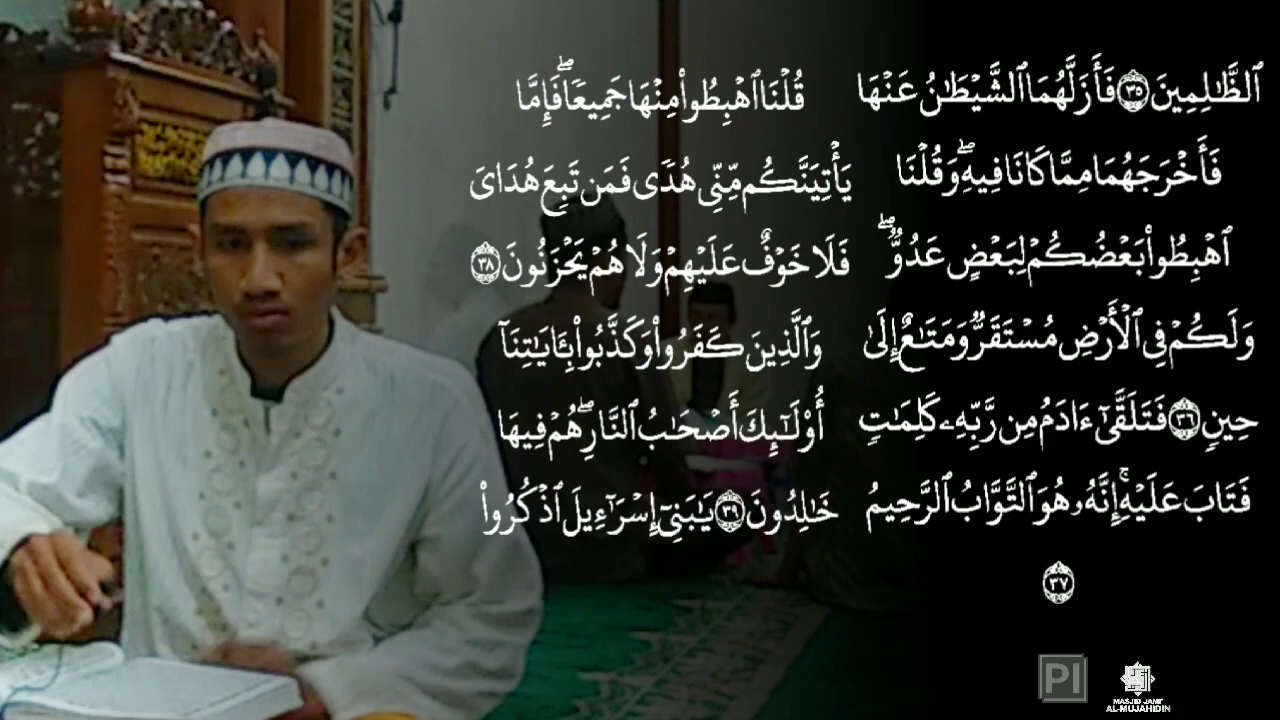 ٱلظَّـٰلِمِينَ ۝٣٥ فَأَزَلَّهُمَا ٱلشَّيْطَـٰنُ عَنْهَا
فَأَخْرَجَهُمَا مِمَّا كَانَا فِيهِ ۖ وَقُلْنَا
ٱهْبِطُوا۟ بَعْضُكُمْ لِبَعْضٍ عَدُوٌّ ۖ
وَلَكُمْ فِى ٱلْأَرْضِ مُسْتَقَرٌّ وَمَتَـٰعٌ إِلَىٰ
حِينٍ ۝٣٦ فَتَلَقَّىٰٓ ءَادَمُ مِن رَّبِّهِۦ كَلِمَـٰتٍ
فَتَابَ عَلَيْهِ ۚ إِنَّهُۥ هُوَ ٱلتَّوَّابُ ٱلرَّحِيمُ
۝٣٧
قُلْنَا ٱهْبِطُوا۟ مِنْهَا جَمِيعًا ۖ فَإِمَّا
يَأْتِيَنَّكُم مِّنِّى هُدًى فَمَن تَبِعَ هُدَاىَ
فَلَا خَوْفٌ عَلَيْهِمْ وَلَا هُمْ يَحْزَنُونَ ۝٣٨
وَٱلَّذِينَ كَفَرُوا۟ وَكَذَّبُوا۟ بِـَٔايَـٰتِنَآ
أُو۟لَـٰٓئِكَ أَصْحَـٰبُ ٱلنَّارِ ۖ هُمْ فِيهَا
خَـٰلِدُونَ ۝٣٩ يَـٰبَنِىٓ إِسْرَٰٓءِيلَ ٱذْكُرُوا۟
PI
MASJID JAMI'
AL-MUJAHIDIN